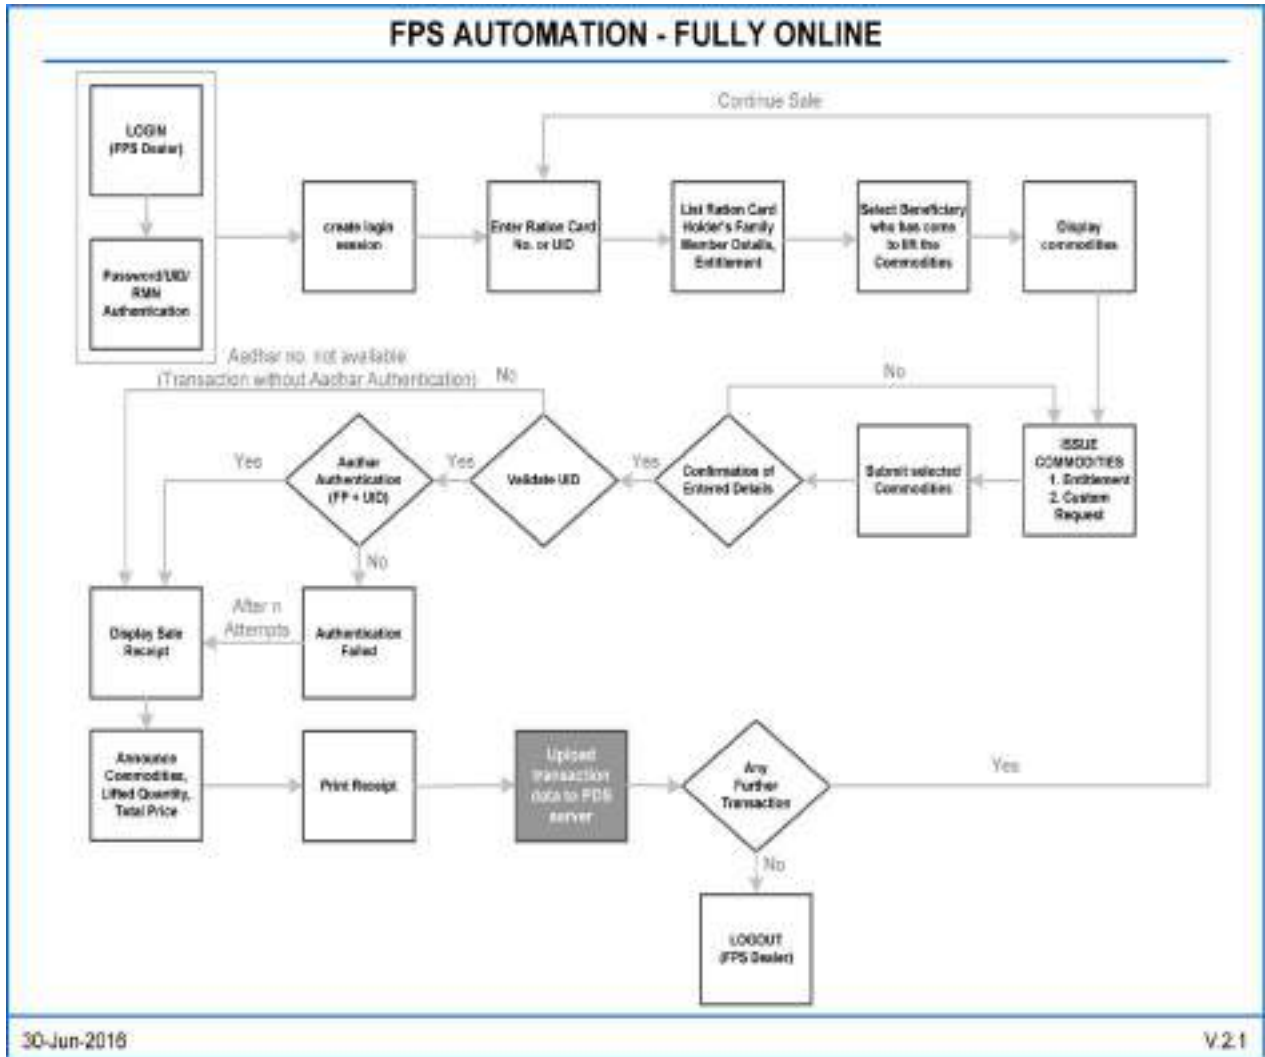 FPS AUTOMATION - FULLY ONLINE
Continue Sale
LOGIN
(FPS Dealer)
Password/UID/
RMN
Authentication
create login
session
Enter Ration Card
No. or UID
List Ration Card
Holder's Family
Member Details,
Entitlement
Select Beneficiary
who has come
to lift the
Commodities
Display
commodities
Aadhar no. not available
(Transaction without Aadhar Authentication)
No
No
ISSUE
COMMODITIES
1. Entitlement
2. Custom
Request
Submit selected
Commodities
Confirmation of
Entered Details
Yes
Validate UID
Yes
Aadhar
Authentication
(FP + UID)
Yes
No
Authentication
Failed
After n
Attempts
Display Sale
Receipt
Announce
Commodities,
Lifted Quantity,
Total Price
Print Receipt
Upload
transaction
data to PDS
server
Any
Further
Transaction
Yes
No
LOGOUT
(FPS Dealer)
30-Jun-2016
V.2.1